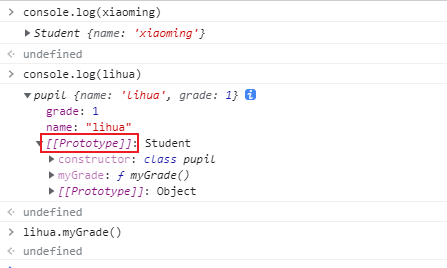 > console.log(xiaoming)
▶ Student {name: 'xiaoming'}
< undefined
> console.log(lihua)
▼ pupil {name: 'lihua', grade: 1} i
grade: 1
name: "lihua"
▼ [[Prototype]]: Student
▶ constructor: class pupil
▶ myGrade: ƒ myGrade()
▶ [[Prototype]]: Object
< undefined
> lihua.myGrade()
< undefined